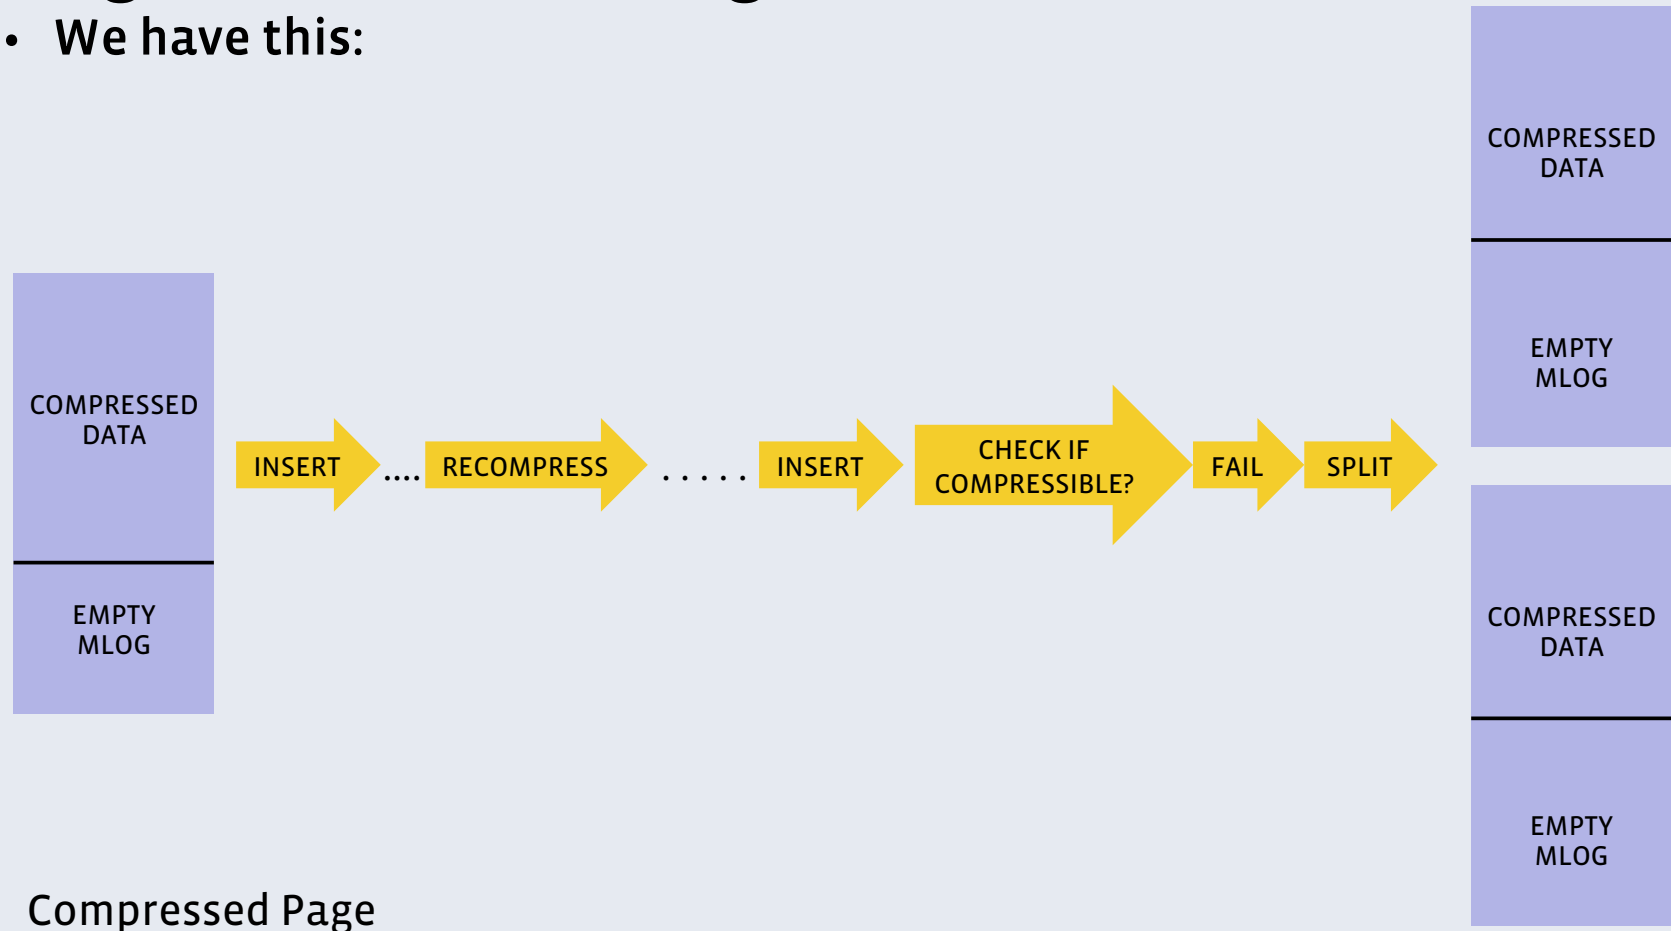 • We have this:
COMPRESSED
DATA
EMPTY
MLOG
INSERT
....
RECOMPRESS
. . . . .
INSERT
CHECK IF
COMPRESSIBLE?
FAIL
SPLIT
COMPRESSED
DATA
EMPTY
MLOG
COMPRESSED
DATA
EMPTY
MLOG
Compressed Page